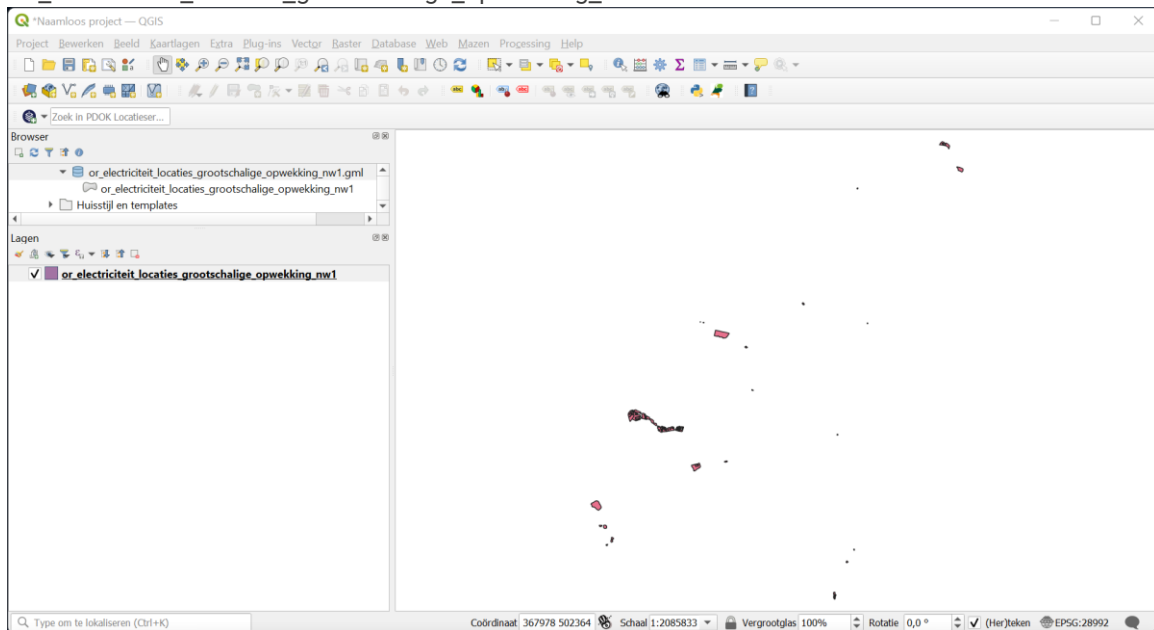 *Naamloos project — QGIS
Project Bewerken Beeld Kaartlagen Extra Plug-ins Vector Raster Database Web Mazen Processing Help
Zoek in PDOK Locatieser...
Browser
or_electriciteit_locaties_grootschalige_opwekking_nw1.gml
or_electriciteit_locaties_grootschalige_opwekking_nw1
Huisstijl en templates
Lagen
or_electriciteit_locaties_grootschalige_opwekking_nw1
Type om te lokaliseren (Ctrl+K) Coördinaat 367978 502364 Schaal 1:2085833 Vergrootglas 100% Rotatie 0,0 ° (Her)teken EPSG:28992